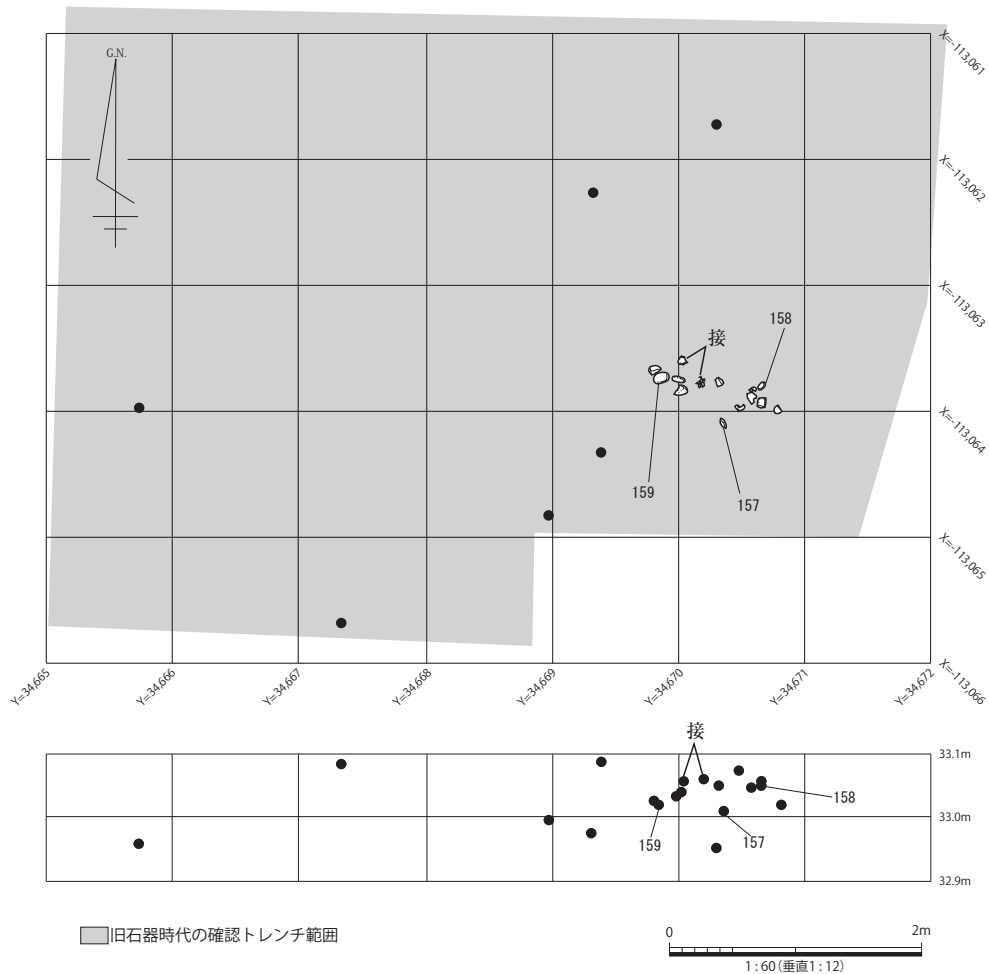 G.N.
X=-113,061
X=-113,062
X=-113,063
158
接
X=-113,064
159
157
X=-113,065
X=-113,066
Y=34,665
Y=34,666
Y=34,667
Y=34,668
Y=34,669
Y=34,670
Y=34,671
Y=34,672
接
33.1m
158
33.0m
159
157
32.9m
旧石器時代の確認トレンチ範囲
0
2m
1 : 60(垂直1 : 12)